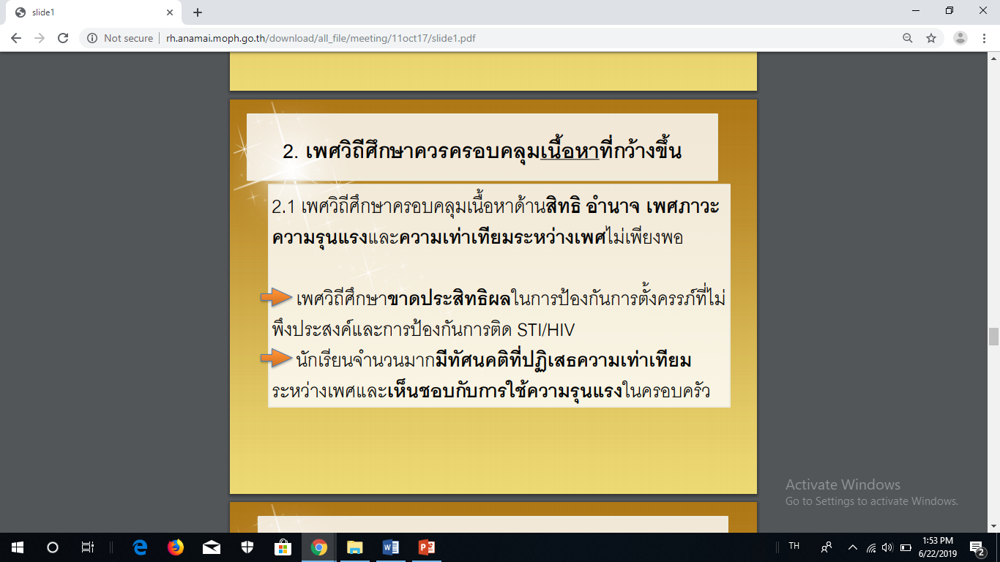 slide1
Not secure
rh.anamai.moph.go.th/download/all_file/meeting/11oct17/slide1.pdf
2. เพศวิถีศึกษาควรครอบคลุมเนื้อหาที่กว้างขึ้น
2.1 เพศวิถีศึกษาครอบคลุมเนื้อหาด้านสิทธิ อำนาจ เพศภาวะ
ความรุนแรงและความเท่าเทียมระหว่างเพศไม่เพียงพอ
เพศวิถีศึกษาขาดประสิทธิผลในการป้องกันการตั้งครรภ์ที่ไม่
พึงประสงค์และการป้องกันการติด STI/HIV
นักเรียนจำนวนมากมีทัศนคติที่ปฏิเสธความเท่าเทียม
ระหว่างเพศและเห็นชอบกับการใช้ความรุนแรงในครอบครัว
Activate Windows
Go to Settings to activate Windows.
TH
1:53 PM
6/22/2019
2